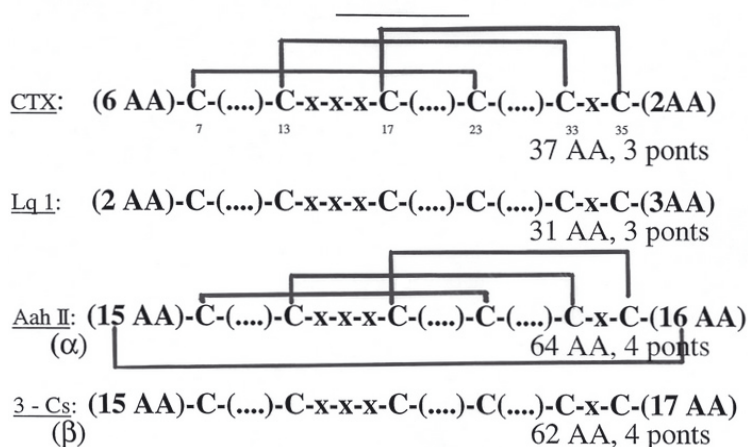 CTX: (6 AA)-C-(....)-C-x-x-x-C-(....)-C-(....)-C-x-C-(2AA)
7 13 17 23 33 35
37 AA, 3 ponts
Lq 1: (2 AA)-C-(....)-C-x-x-x-C-(....)-C-(....)-C-x-C-(3AA)
31 AA, 3 ponts
Aah II: (15 AA)-C-(....)-C-x-x-x-C-(....)-C-(....)-C-x-C-(16 AA)
(α) 64 AA, 4 ponts
3 - Cs: (15 AA)-C-(....)-C-x-x-x-C-(....)-C(....)-C-x-C-(17 AA)
(β) 62 AA, 4 ponts